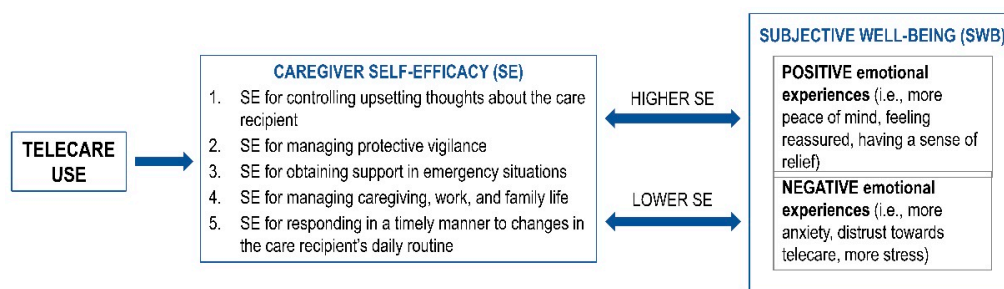 TELECARE
USE
CAREGIVER SELF-EFFICACY (SE)
1. SE for controlling upsetting thoughts about the care
recipient
2. SE for managing protective vigilance
3. SE for obtaining support in emergency situations
4. SE for managing caregiving, work, and family life
5. SE for responding in a timely manner to changes in
the care recipient's daily routine
HIGHER SE
LOWER SE
SUBJECTIVE WELL-BEING (SWB)
POSITIVE emotional
experiences (i.e., more
peace of mind, feeling
reassured, having a sense of
relief)
NEGATIVE emotional
experiences (i.e., more
anxiety, distrust towards
telecare, more stress)